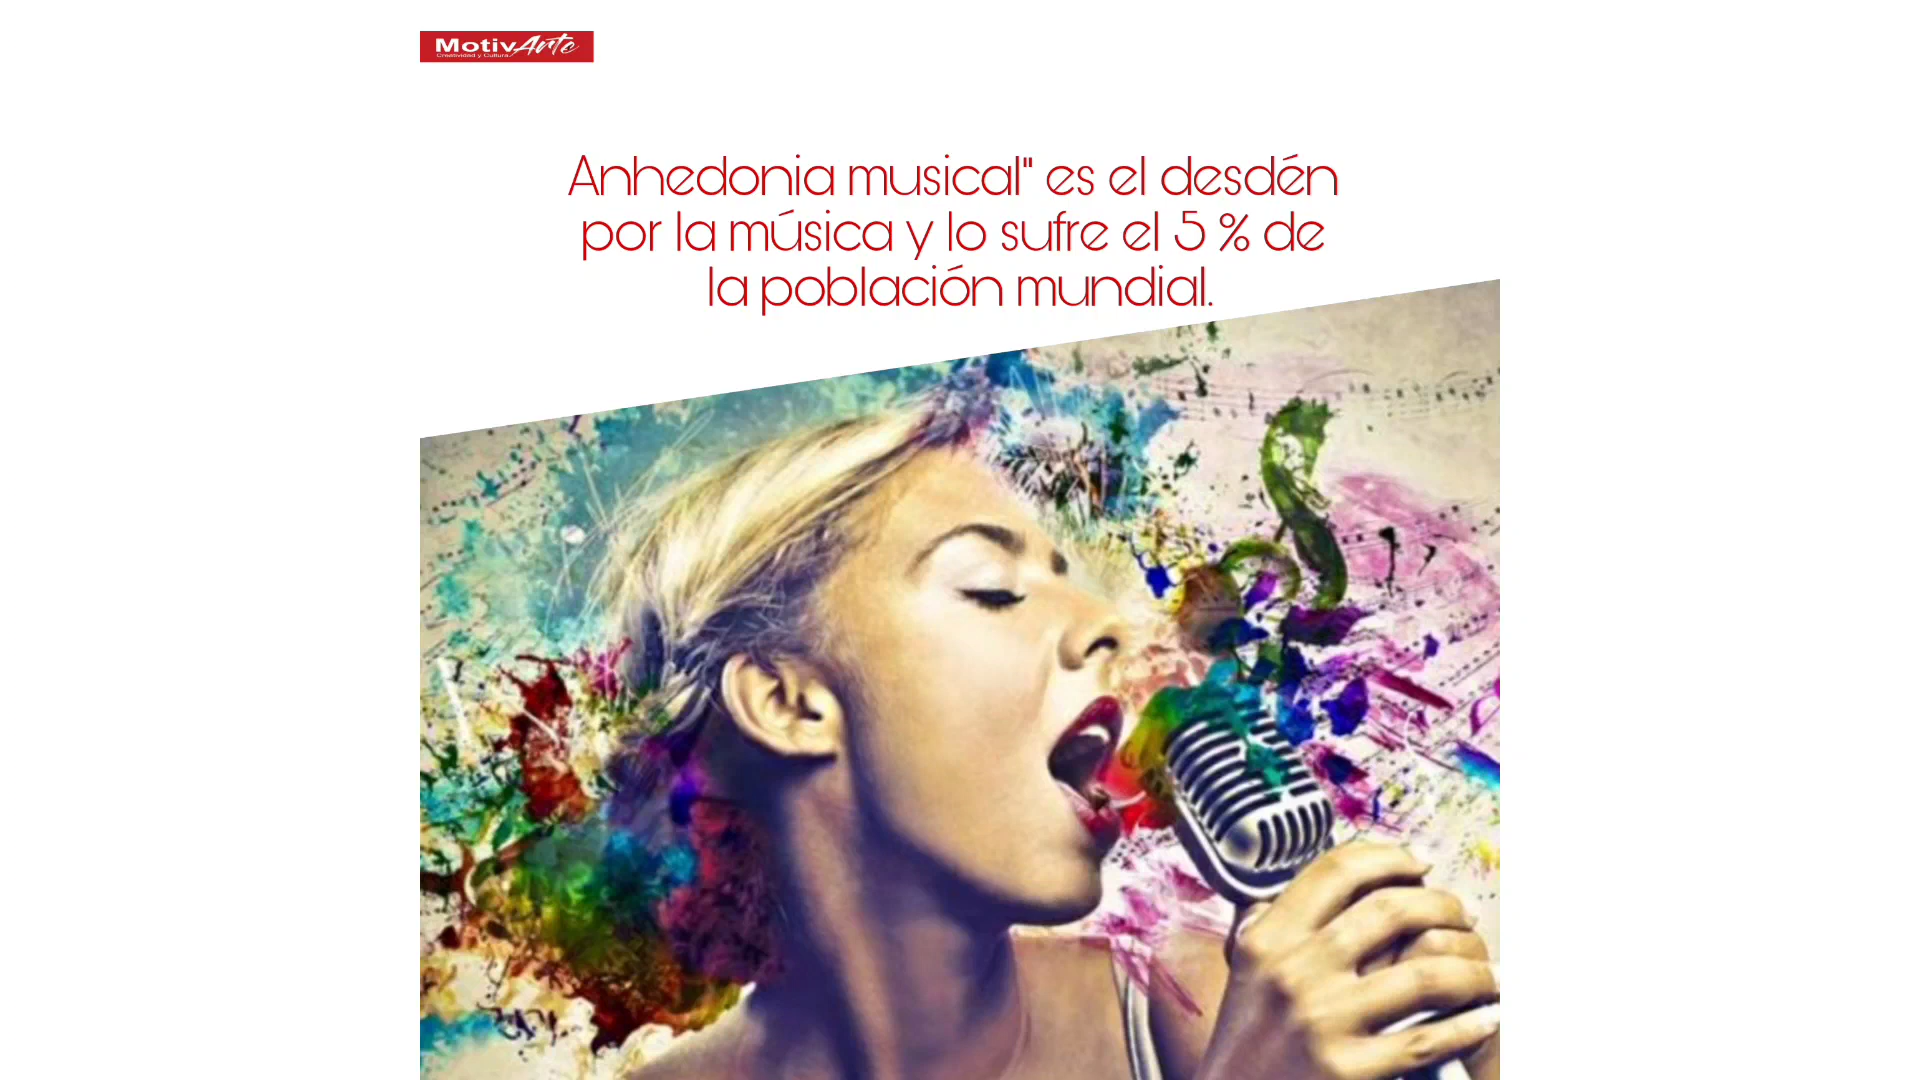 MotivArte
Creatividad y Cultura
Anhedonia musical" es el desdén
por la música y lo sufre el 5 % de
la población mundial.